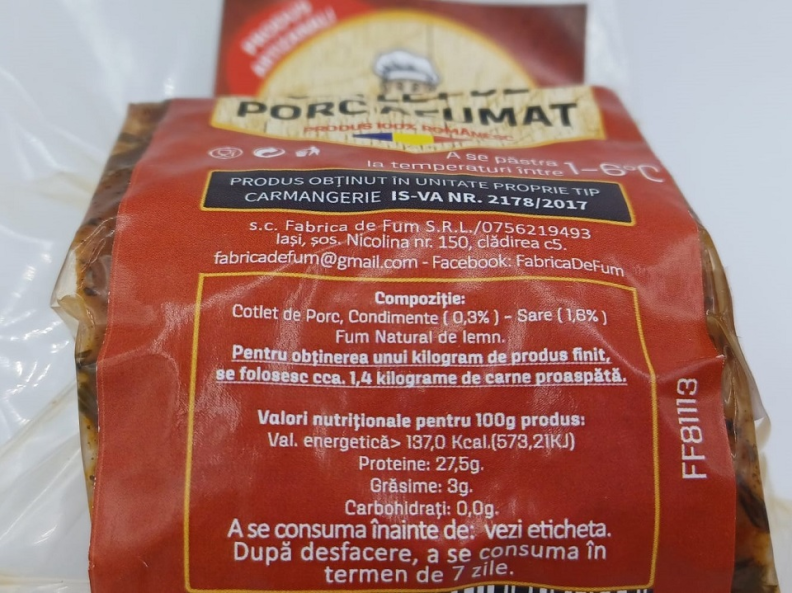 PRODUS
ARTIZANAL!
PORC AFUMAT
PRODUS 100% ROMÂNESC
A se păstra
la temperaturi între 1-6°C
PRODUS OBȚINUT ÎN UNITATE PROPRIE TIP
CARMANGERIE IS-VA NR. 2178/2017
s.c. Fabrica de Fum S.R.L./0756219493
Iași, șos. Nicolina nr. 150, clădirea c5.
fabricadefum@gmail.com - Facebook: FabricaDeFum
Compoziție:
Cotlet de Porc, Condimente ( 0,3% ) - Sare ( 1,6% )
Fum Natural de lemn.
Pentru obținerea unui kilogram de produs finit,
se folosesc cca. 1,4 kilograme de carne proaspătă.
Valori nutriționale pentru 100g produs:
Val. energetică> 137,0 Kcal.(573,21KJ)
Proteine: 27,5g.
Grăsime: 3g.
Carbohidrați: 0,0g.
A se consuma înainte de: vezi eticheta.
După desfacere, a se consuma în
termen de 7 zile.
FF81113